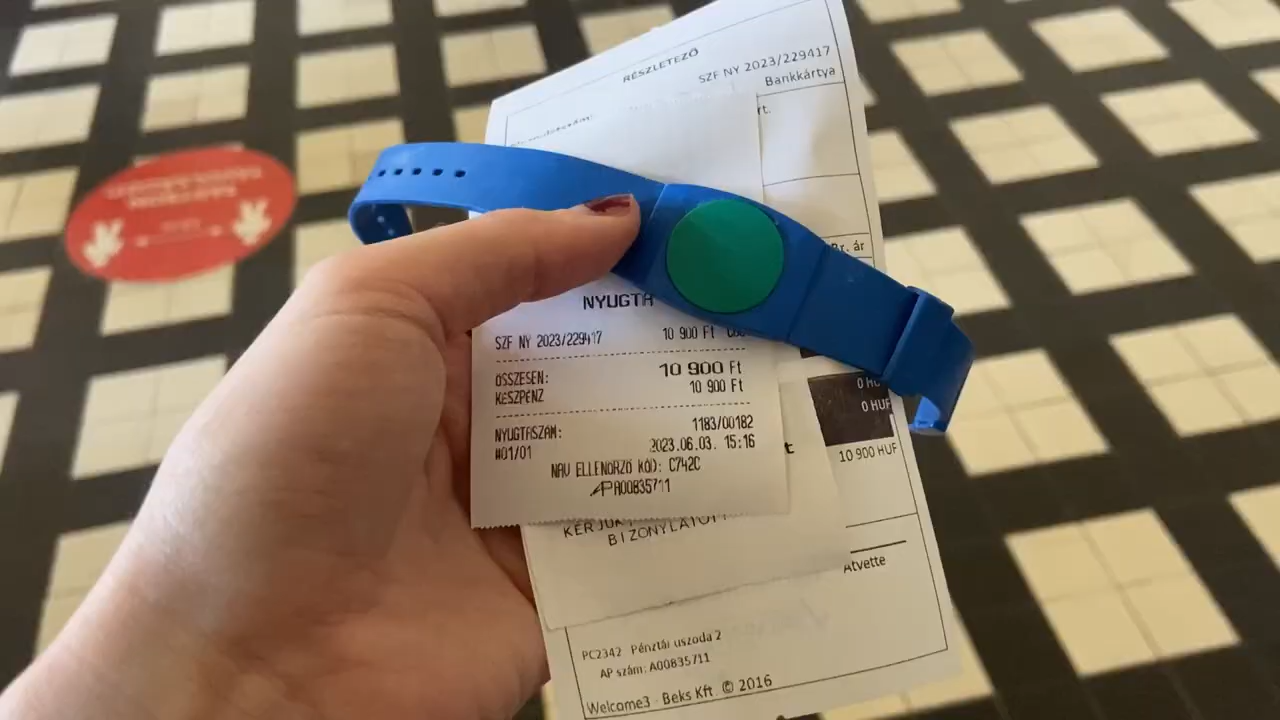 RÉSZLETEZŐ
SZF NY 2023/229417
Bankkártya
rt.
Br. ár
NYUGTA
SZF NY 2023/229417 10 900 Ft
ÖSSZESEN: 10 900 Ft
KÉSZPÉNZ 10 900 Ft
NYUGTASZÁM: 1183/00182
#01/01 2023.06.03. 15:16
NAV ELLENŐRZŐ KÓD: C742C
AP A00835711
0 HUF
10 900 HUF
t
KÉRJÜK
BIZONYLATOT
Átvette
PC2342 Pénztár uszoda 2
AP szám: A00835711
Welcome3 - Beks Kft. © 2016